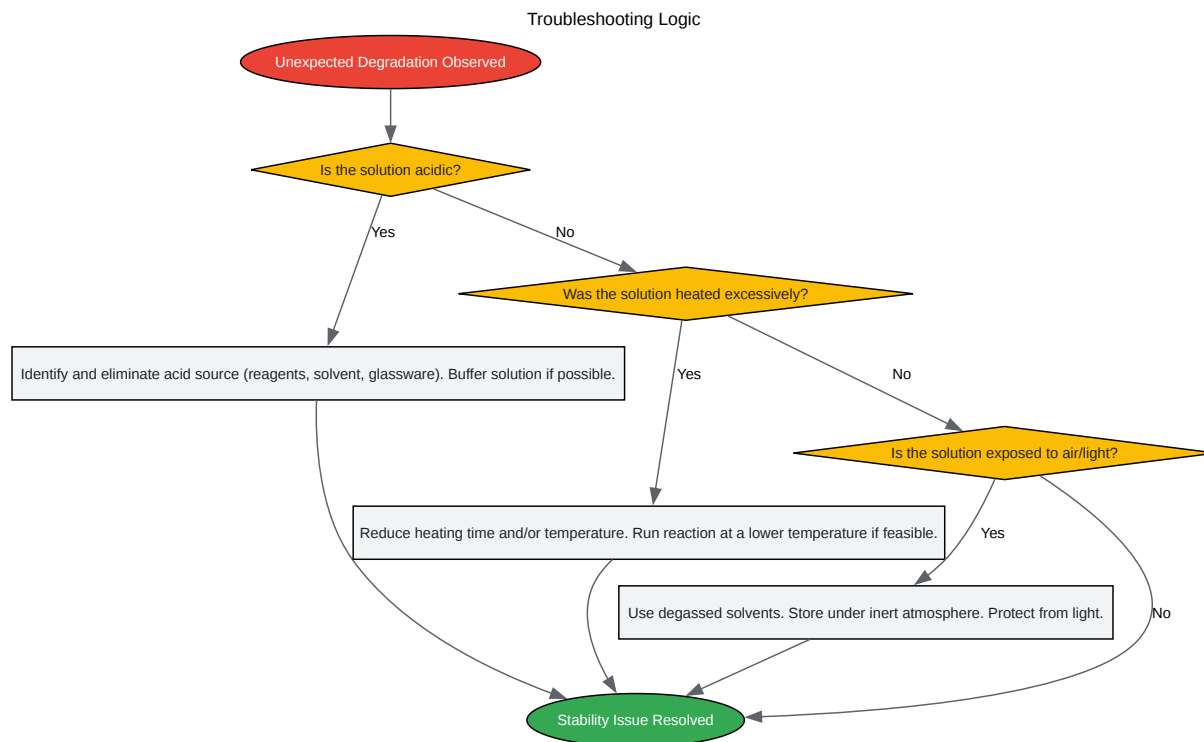 Troubleshooting Logic
Unexpected Degradation Observed
Is the solution acidic?
Yes
No
Was the solution heated excessively?
Identify and eliminate acid source (reagents, solvent, glassware). Buffer solution if possible.
Yes
No
Is the solution exposed to air/light?
Reduce heating time and/or temperature. Run reaction at a lower temperature if feasible.
Yes
Use degassed solvents. Store under inert atmosphere. Protect from light.
No
Stability Issue Resolved